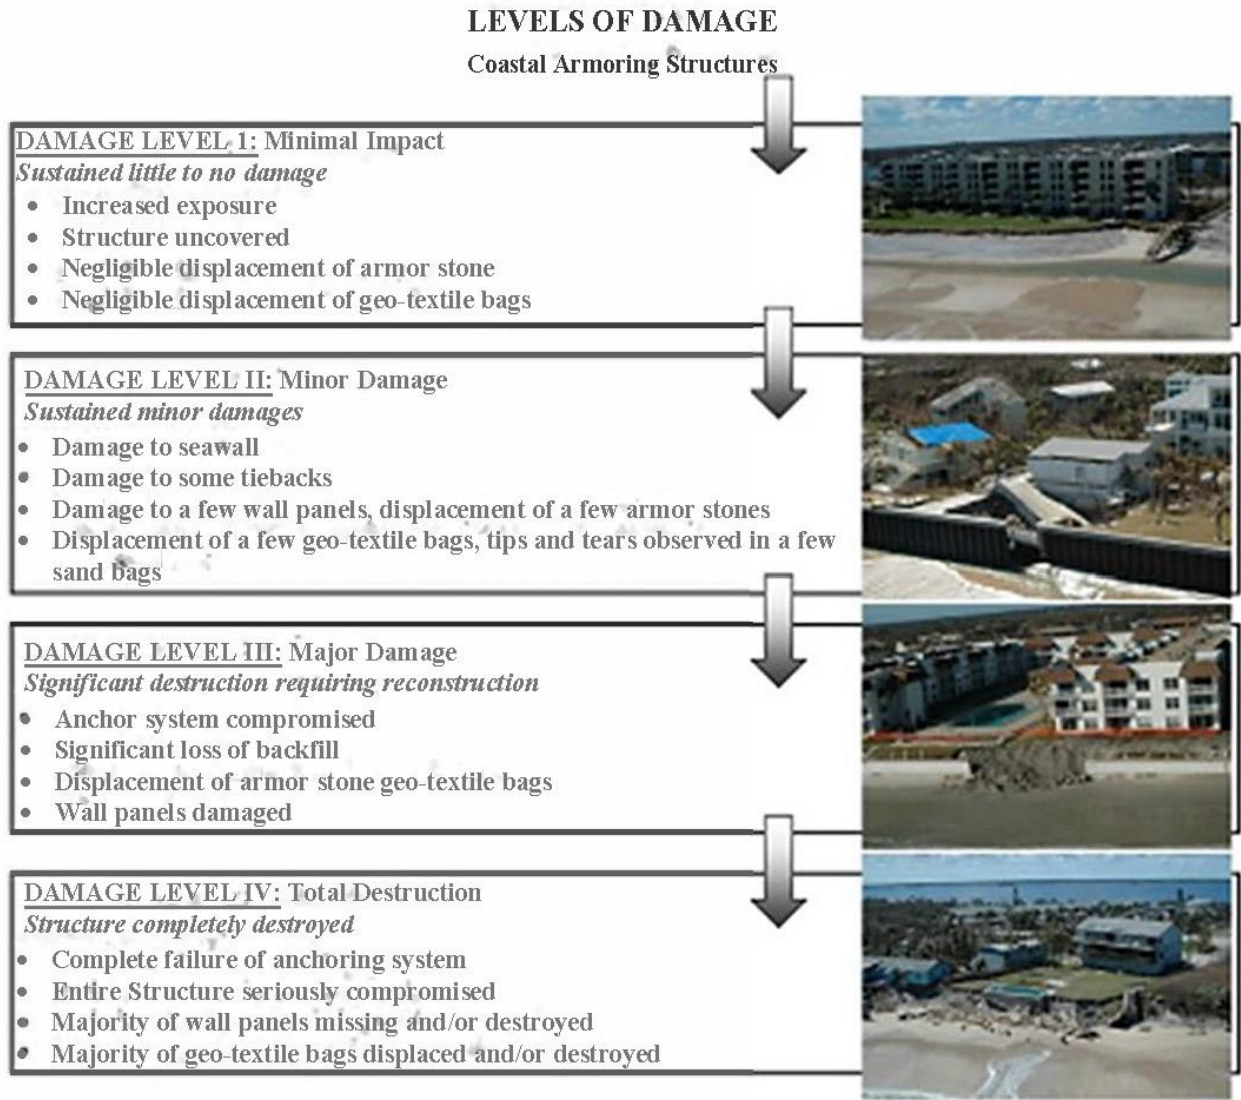 LEVELS OF DAMAGE
Coastal Armoring Structures
DAMAGE LEVEL 1: Minimal Impact
Sustained little to no damage
• Increased exposure
• Structure uncovered
• Negligible displacement of armor stone
• Negligible displacement of geo-textile bags
DAMAGE LEVEL II: Minor Damage
Sustained minor damages
• Damage to seawall
• Damage to some tiebacks
• Damage to a few wall panels, displacement of a few armor stones
• Displacement of a few geo-textile bags, tips and tears observed in a few
sand bags
DAMAGE LEVEL III: Major Damage
Significant destruction requiring reconstruction
• Anchor system compromised
• Significant loss of backfill
• Displacement of armor stone geo-textile bags
• Wall panels damaged
DAMAGE LEVEL IV: Total Destruction
Structure completely destroyed
• Complete failure of anchoring system
• Entire Structure seriously compromised
• Majority of wall panels missing and/or destroyed
• Majority of geo-textile bags displaced and/or destroyed